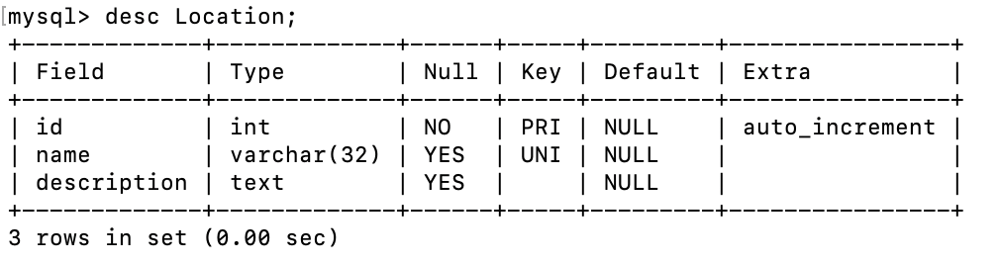 [mysql> desc Location;
+-------------+-------------+------+-----+---------+----------------+
| Field       | Type        | Null | Key | Default | Extra          |
+-------------+-------------+------+-----+---------+----------------+
| id          | int         | NO   | PRI | NULL    | auto_increment |
| name        | varchar(32) | YES  | UNI | NULL    |                |
| description | text        | YES  |     | NULL    |                |
+-------------+-------------+------+-----+---------+----------------+
3 rows in set (0.00 sec)